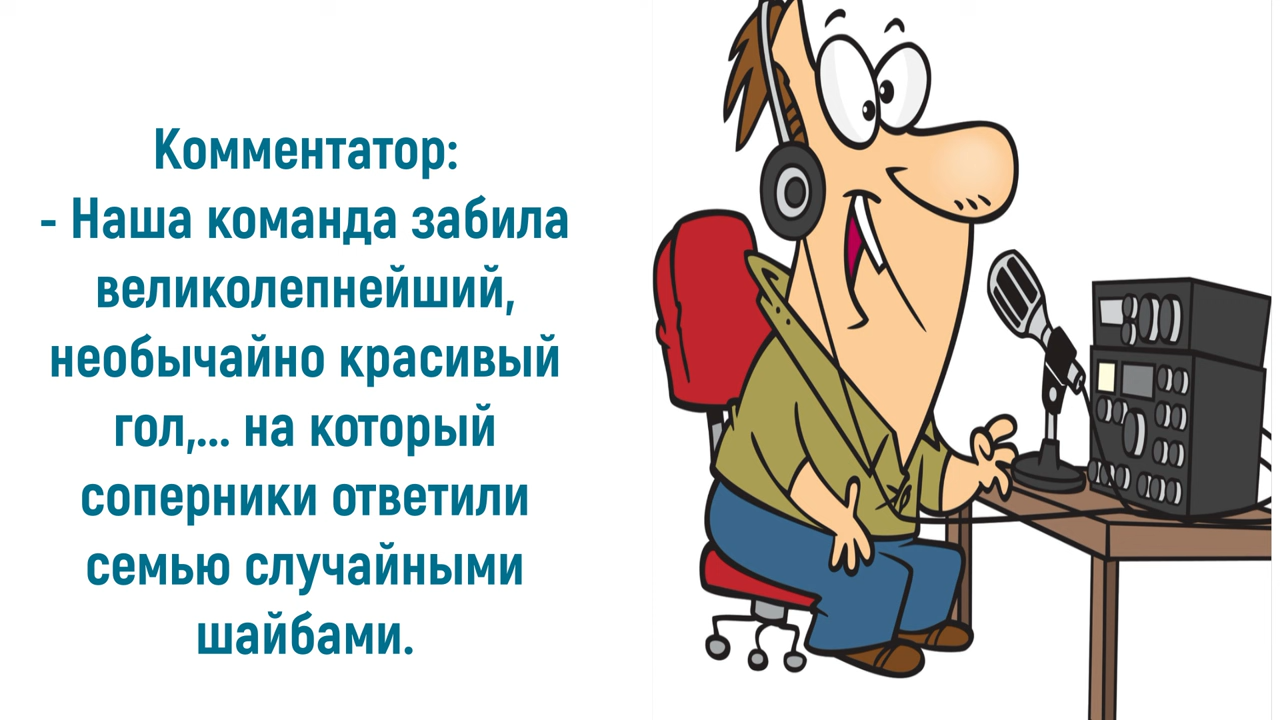 Комментатор:
- Наша команда забила
великолепнейший,
необычайно красивый
гол,... на который
соперники ответили
семью случайными
шайбами.